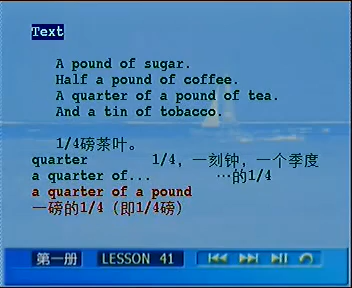 Text
A pound of sugar.
Half a pound of coffee.
A quarter of a pound of tea.
And a tin of tobacco.
1/4磅茶叶。
quarter 1/4，一刻钟，一个季度
a quarter of... …的1/4
a quarter of a pound
一磅的1/4（即1/4磅）
第一册 LESSON 41